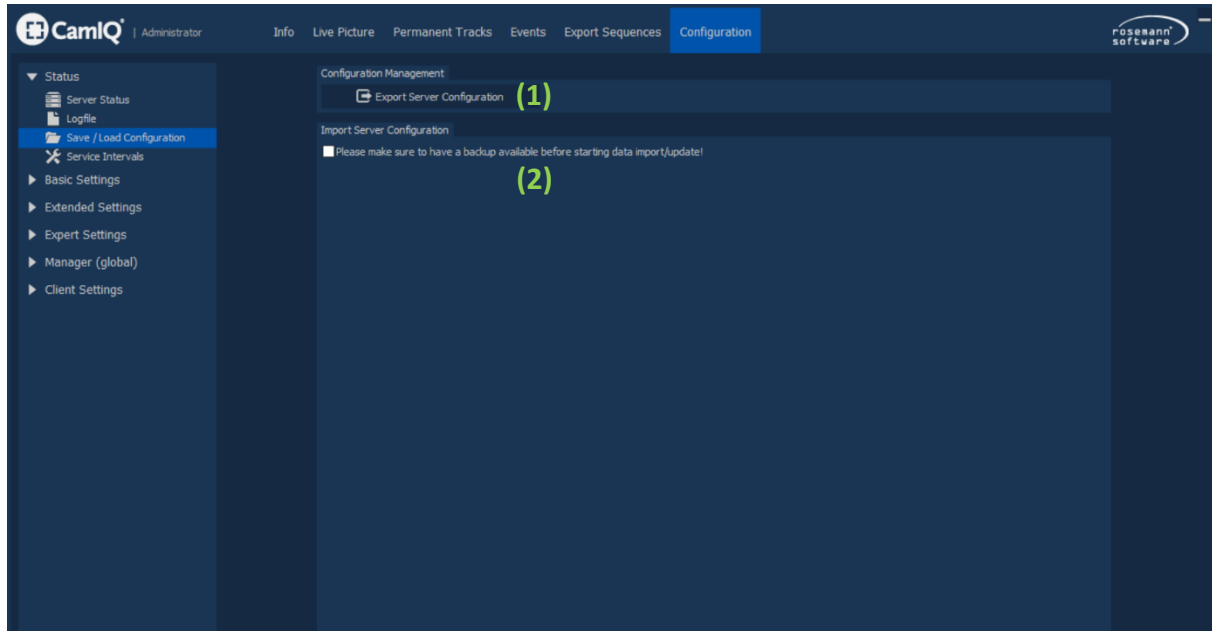 CamIQ | Administrator
Info Live Picture Permanent Tracks Events Export Sequences Configuration
rosemann software
Status
Server Status
Logfile
Save / Load Configuration
Service Intervals
Basic Settings
Extended Settings
Expert Settings
Manager (global)
Client Settings
Configuration Management
Export Server Configuration (1)
Import Server Configuration
Please make sure to have a backup available before starting data import/update!
(2)